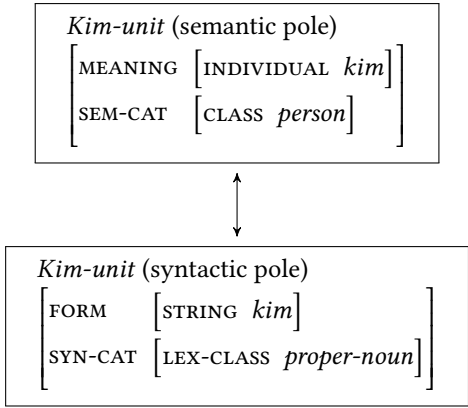 Kim-unit (semantic pole)
MEANING [INDIVIDUAL kim]
SEM-CAT [CLASS person]
Kim-unit (syntactic pole)
FORM [STRING kim]
SYN-CAT [LEX-CLASS proper-noun]